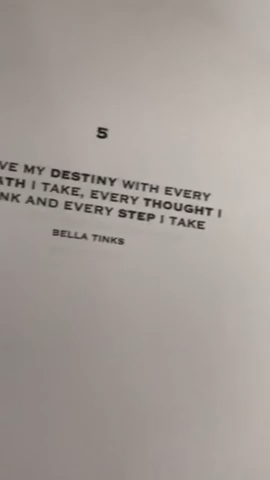 5
VE MY DESTINY WITH EVERY
ATH I TAKE, EVERY THOUGHT I
NK AND EVERY STEP I TAKE
BELLA TINKS